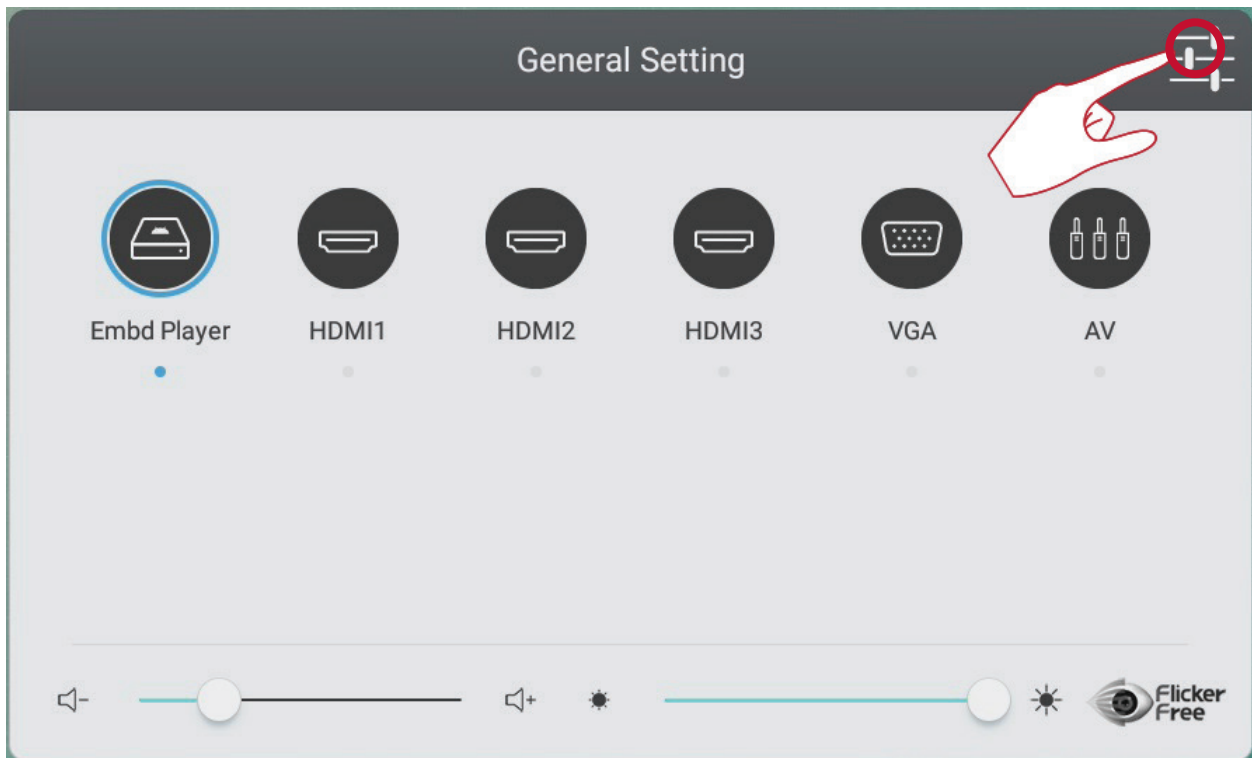 General Setting
Embd Player
HDMI1
HDMI2
HDMI3
VGA
AV
Flicker
Free